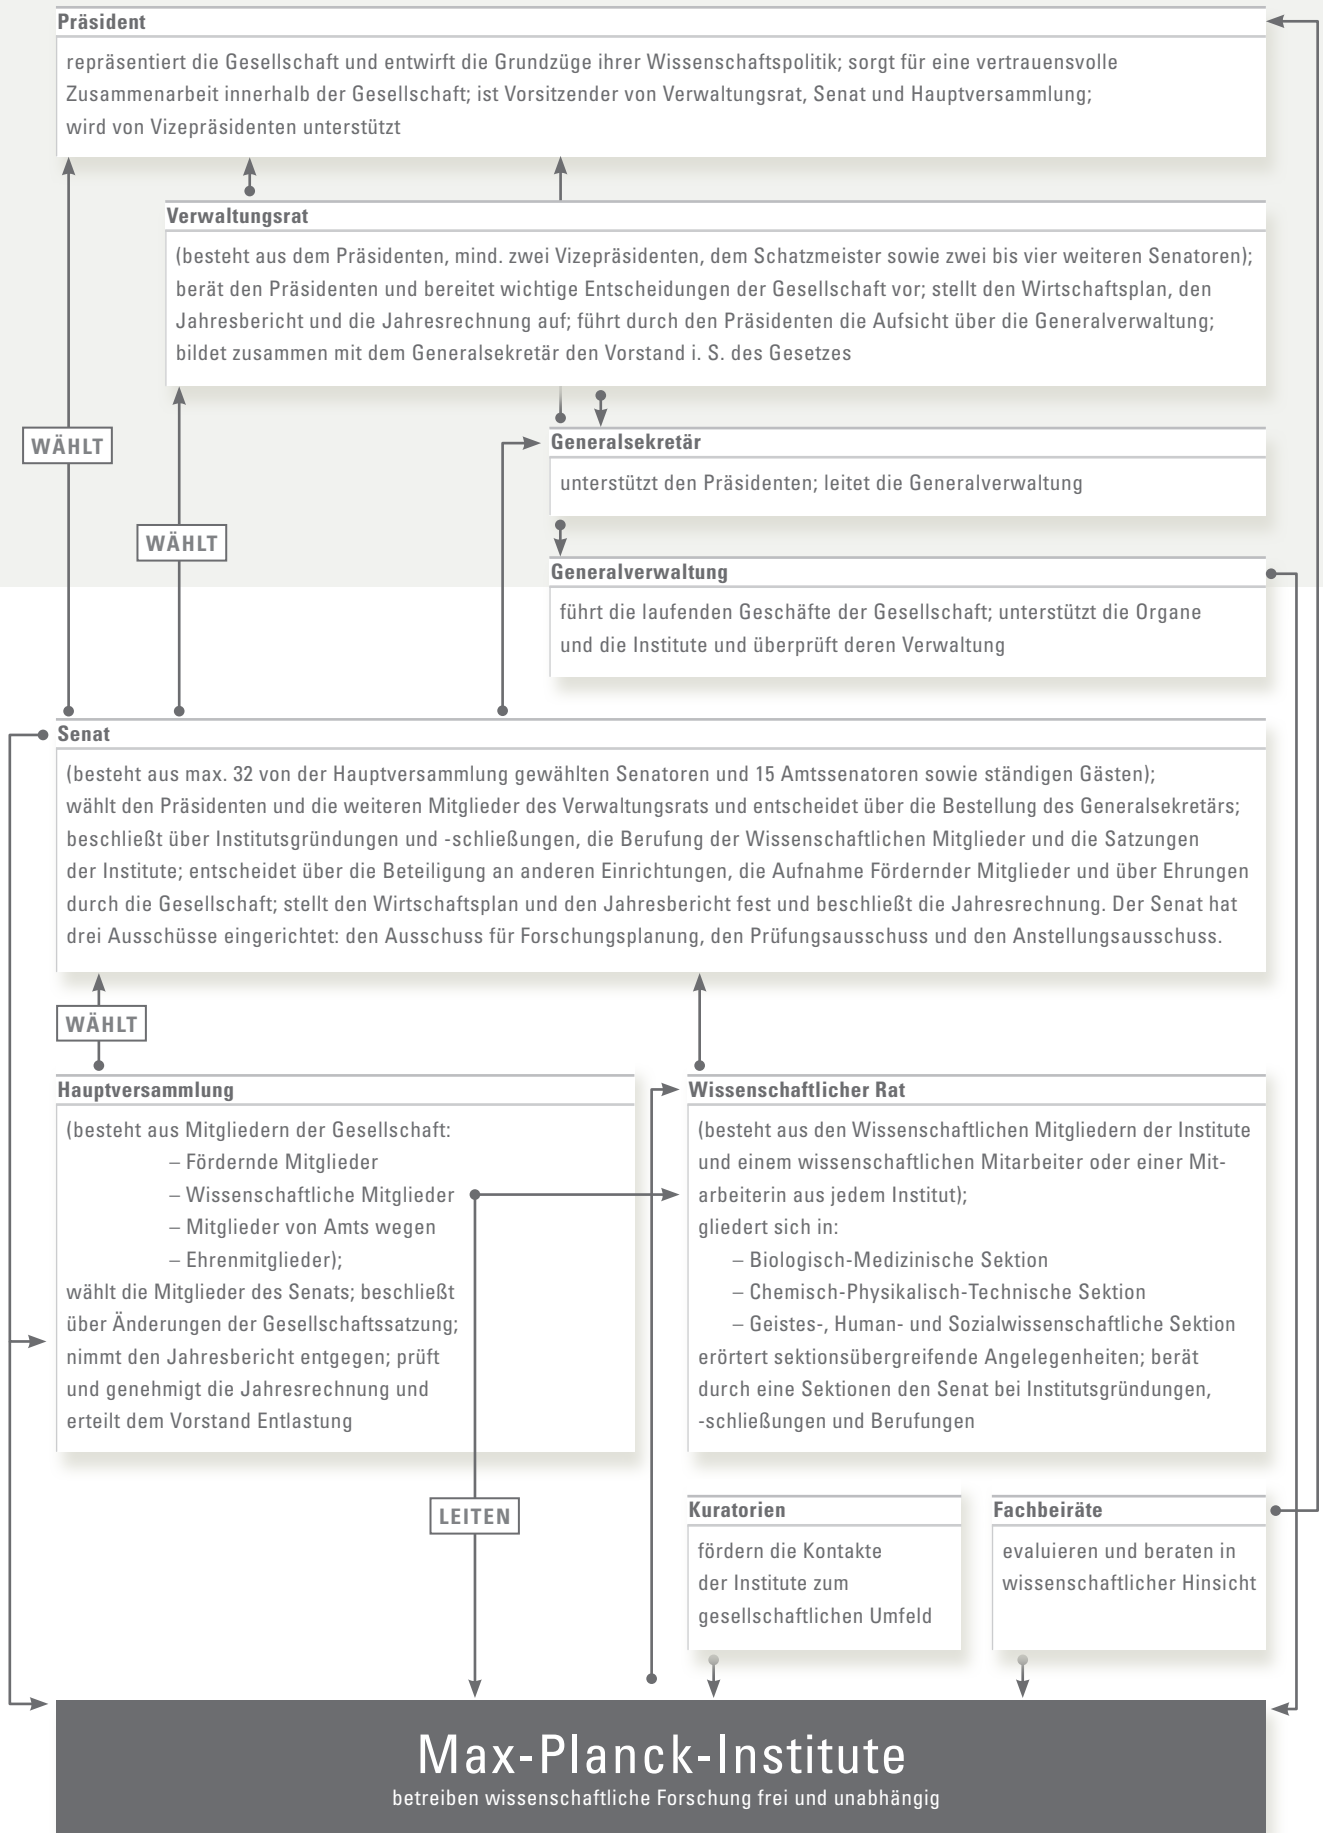 Präsident
repräsentiert die Gesellschaft und entwirft die Grundzüge ihrer Wissenschaftspolitik; sorgt für eine vertrauensvolle
Zusammenarbeit innerhalb der Gesellschaft; ist Vorsitzender von Verwaltungsrat, Senat und Hauptversammlung;
wird von Vizepräsidenten unterstützt
Verwaltungsrat
(besteht aus dem Präsidenten, mind. zwei Vizepräsidenten, dem Schatzmeister sowie zwei bis vier weiteren Senatoren);
berät den Präsidenten und bereitet wichtige Entscheidungen der Gesellschaft vor; stellt den Wirtschaftsplan, den
Jahresbericht und die Jahresrechnung auf; führt durch den Präsidenten die Aufsicht über die Generalverwaltung;
bildet zusammen mit dem Generalsekretär den Vorstand i. S. des Gesetzes
WÄHLT
Generalsekretär
unterstützt den Präsidenten; leitet die Generalverwaltung
WÄHLT
Generalverwaltung
führt die laufenden Geschäfte der Gesellschaft; unterstützt die Organe
und die Institute und überprüft deren Verwaltung
Senat
(besteht aus max. 32 von der Hauptversammlung gewählten Senatoren und 15 Amtssenatoren sowie ständigen Gästen);
wählt den Präsidenten und die weiteren Mitglieder des Verwaltungsrats und entscheidet über die Bestellung des Generalsekretärs;
beschließt über Institutsgründungen und -schließungen, die Berufung der Wissenschaftlichen Mitglieder und die Satzungen
der Institute; entscheidet über die Beteiligung an anderen Einrichtungen, die Aufnahme Fördernder Mitglieder und über Ehrungen
durch die Gesellschaft; stellt den Wirtschaftsplan und den Jahresbericht fest und beschließt die Jahresrechnung. Der Senat hat
drei Ausschüsse eingerichtet: den Ausschuss für Forschungsplanung, den Prüfungsausschuss und den Anstellungsausschuss.
WÄHLT
Hauptversammlung
(besteht aus Mitgliedern der Gesellschaft:
– Fördernde Mitglieder
– Wissenschaftliche Mitglieder
– Mitglieder von Amts wegen
– Ehrenmitglieder);
wählt die Mitglieder des Senats; beschließt
über Änderungen der Gesellschaftssatzung;
nimmt den Jahresbericht entgegen; prüft
und genehmigt die Jahresrechnung und
erteilt dem Vorstand Entlastung
Wissenschaftlicher Rat
(besteht aus den Wissenschaftlichen Mitgliedern der Institute
und einem wissenschaftlichen Mitarbeiter oder einer Mit-
arbeiterin aus jedem Institut);
gliedert sich in:
– Biologisch-Medizinische Sektion
– Chemisch-Physikalisch-Technische Sektion
– Geistes-, Human- und Sozialwissenschaftliche Sektion
erörtert sektionsübergreifende Angelegenheiten; berät
durch eine Sektionen den Senat bei Institutsgründungen,
-schließungen und Berufungen
LEITEN
Kuratorien
fördern die Kontakte
der Institute zum
gesellschaftlichen Umfeld
Fachbeiräte
evaluieren und beraten in
wissenschaftlicher Hinsicht
Max-Planck-Institute
betreiben wissenschaftliche Forschung frei und unabhängig